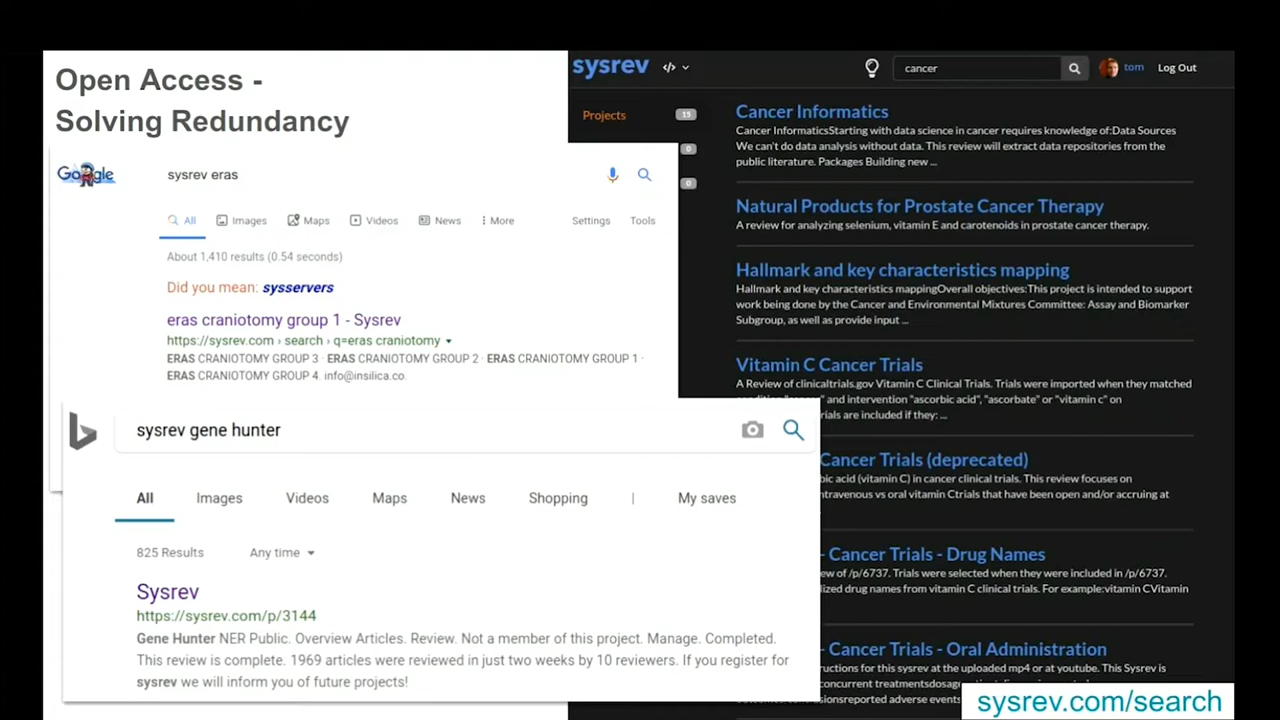 Open Access -
Solving Redundancy
Google
sysrev eras
All Images Maps Videos News More Settings Tools
About 1,410 results (0.54 seconds)
Did you mean: sysservers
eras craniotomy group 1 - Sysrev
https://sysrev.com › search › q=eras craniotomy
ERAS CRANIOTOMY GROUP 3 · ERAS CRANIOTOMY GROUP 2 · ERAS CRANIOTOMY GROUP 1 ·
ERAS CRANIOTOMY GROUP 4. info@insilica.co.
sysrev gene hunter
All Images Videos Maps News Shopping | My saves
825 Results Any time
Sysrev
https://sysrev.com/p/3144
Gene Hunter NER Public. Overview Articles. Review. Not a member of this project. Manage. Completed.
This review is complete. 1969 articles were reviewed in just two weeks by 10 reviewers. If you register for
sysrev we will inform you of future projects!
sysrev </> cancer tom Log Out
Projects 15
0
0
Cancer Informatics
Cancer InformaticsStarting with data science in cancer requires knowledge of:Data Sources
We can't do data analysis without data. This review will extract data repositories from the
public literature. Packages Building new ...
Natural Products for Prostate Cancer Therapy
A review for analyzing selenium, vitamin E and carotenoids in prostate cancer therapy.
Hallmark and key characteristics mapping
Hallmark and key characteristics mappingOverall objectives:This project is intended to support
work being done by the Cancer and Environmental Mixtures Committee: Assay and Biomarker
Subgroup, as well as provide input ...
Vitamin C Cancer Trials
A Review of clinicaltrials.gov Vitamin C Clinical Trials. Trials were imported when they matched
and intervention "ascorbic acid", "ascorbate" or "vitamin c" on
rials are included if they: ...
Cancer Trials (deprecated)
bic acid (vitamin C) in cancer clinical trials. This review focuses on
ntravenous vs oral vitamin Ctrials that have been open and/or accruing at
- Cancer Trials - Drug Names
ew of /p/6737. Trials were selected when they were included in /p/6737.
lized drug names from vitamin C clinical trials. For example:vitamin CVitamin
- Cancer Trials - Oral Administration
ructions for this sysrev at the uploaded mp4 or at youtube. This Sysrev is
sysrev.com/search